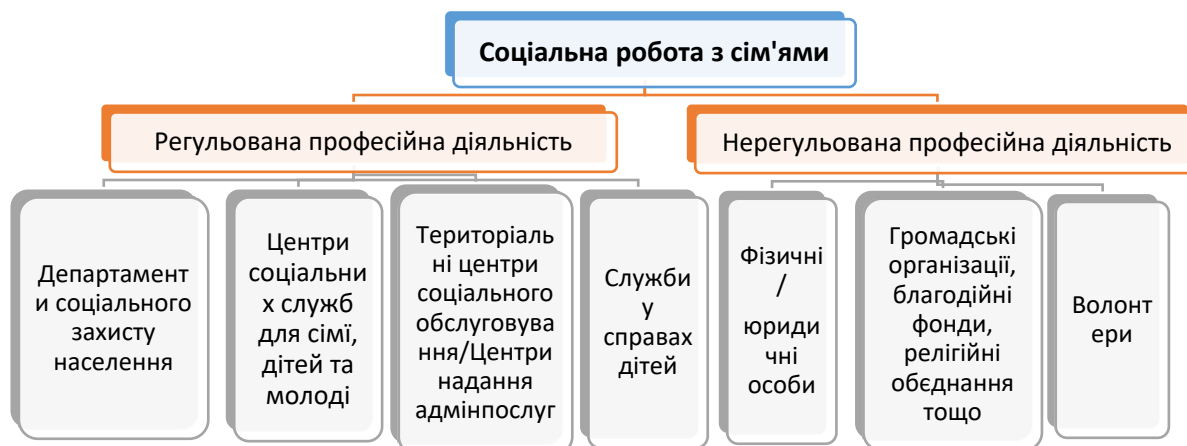 Соціальна робота з сім'ями
Регульована професійна діяльність
Нерегульована професійна діяльність
Департамент
и соціального
захисту
населення
Центри
соціальни
х служб
для сімї,
дітей та
молоді
Територіаль
ні центри
соціального
обслуговува
ння/Центри
надання
адмінпослуг
Служби
у
справах
дітей
Фізичні
/
юриди
чні
особи
Громадські
організації,
благодійні
фонди,
релігійні
обєднання
тощо
Волонт
ери